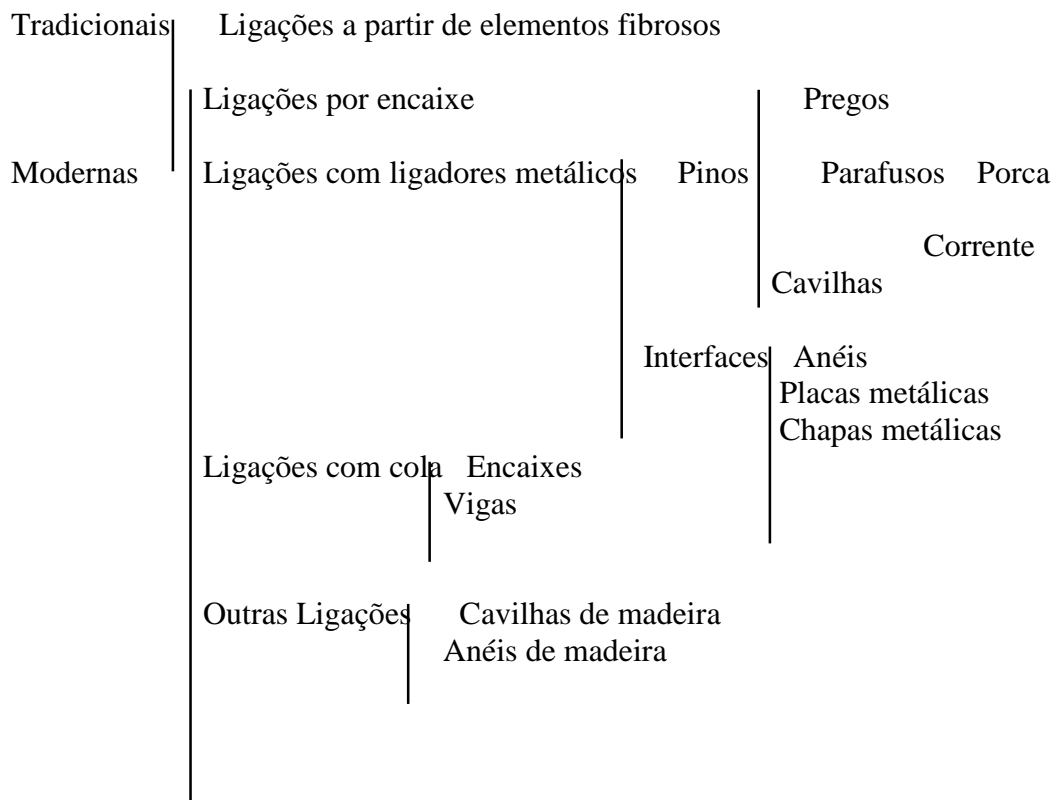 Tradicionais Ligações a partir de elementos fibrosos
Ligações por encaixe Pregos
Modernas Ligações com ligadores metálicos Pinos Parafusos Porca
Corrente
Cavilhas
Interfaces Anéis
Placas metálicas
Chapas metálicas
Ligações com cola Encaixes
Vigas
Outras Ligações Cavilhas de madeira
Anéis de madeira